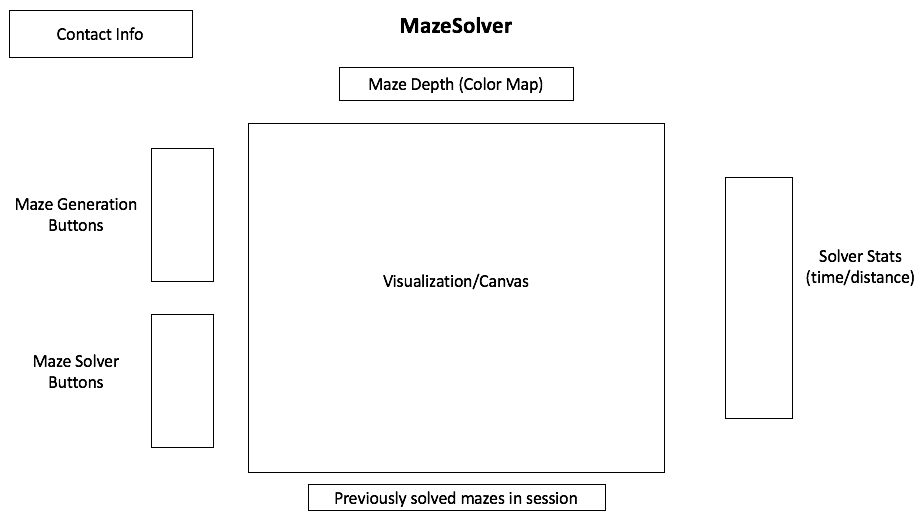 Contact Info
MazeSolver
Maze Depth (Color Map)
Maze Generation
Buttons
Visualization/Canvas
Solver Stats
(time/distance)
Maze Solver
Buttons
Previously solved mazes in session